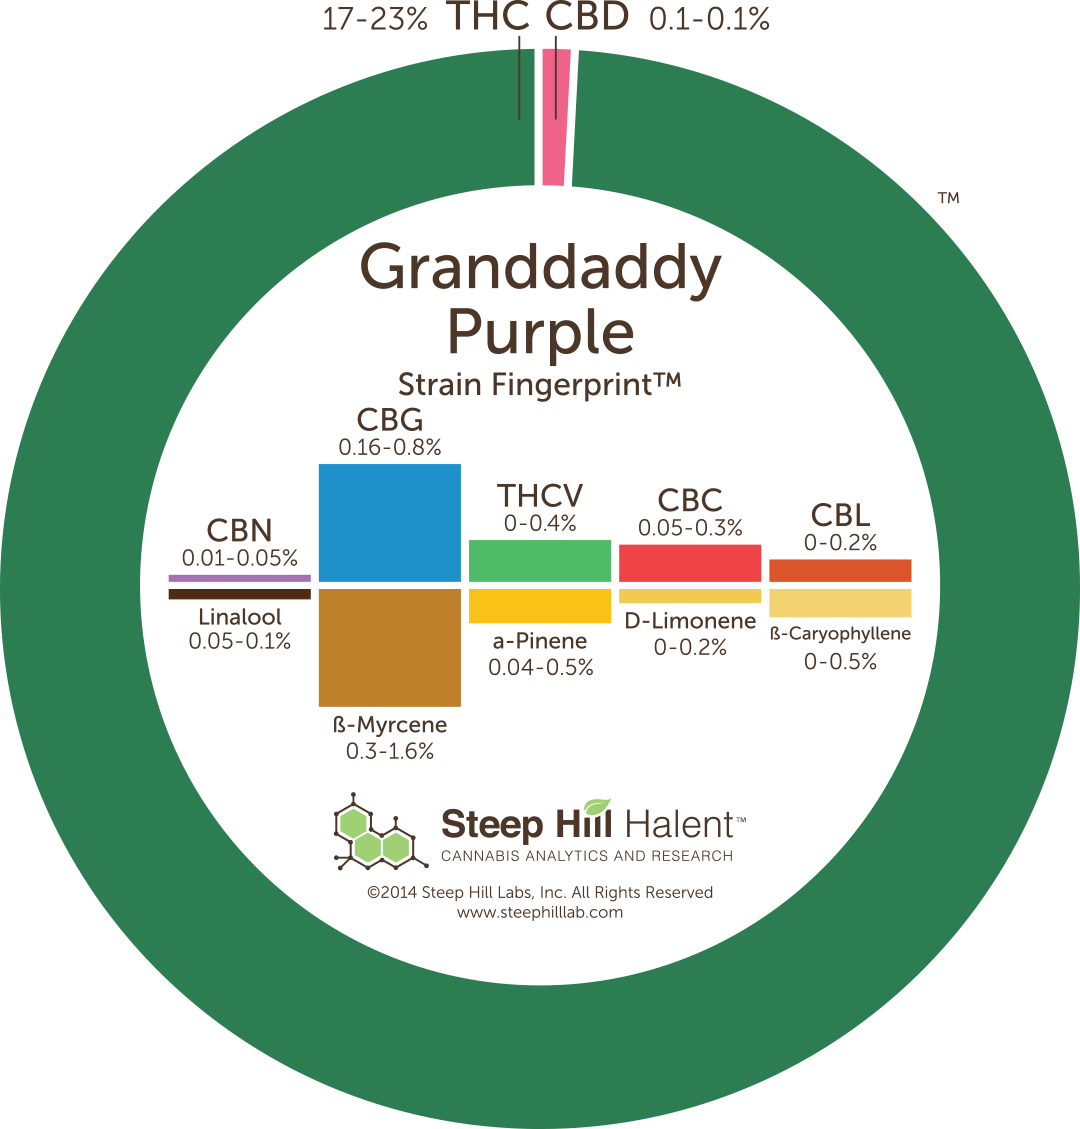 17-23% THC CBD 0.1-0.1%
TM
Granddaddy
Purple
Strain Fingerprint™
CBG
0.16-0.8%
THCV
0-0.4%
CBC
0.05-0.3%
CBL
0-0.2%
CBN
0.01-0.05%
Linalool
0.05-0.1%
ß-Myrcene
0.3-1.6%
a-Pinene
0.04-0.5%
D-Limonene
0-0.2%
ß-Caryophyllene
0-0.5%
Steep Hill Halent™
CANNABIS ANALYTICS AND RESEARCH
©2014 Steep Hill Labs, Inc. All Rights Reserved
www.steephilllab.com